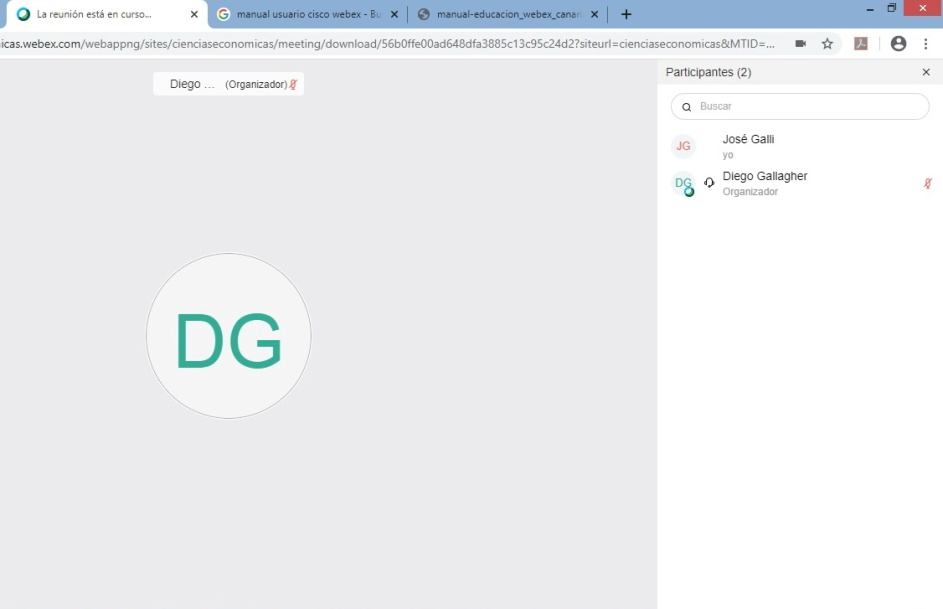 La reunión está en curso...
manual usuario cisco webex - Bu
manual-educacion_webex_canari
icas.webex.com/webappng/sites/cienciaseconomicas/meeting/download/56b0ffe00ad648dfa3885c13c95c24d2?siteurl=cienciaseconomicas&MTID=...
Diego ... (Organizador)
DG
Participantes (2)
Buscar
JG
José Galli
yo
DG
Diego Gallagher
Organizador